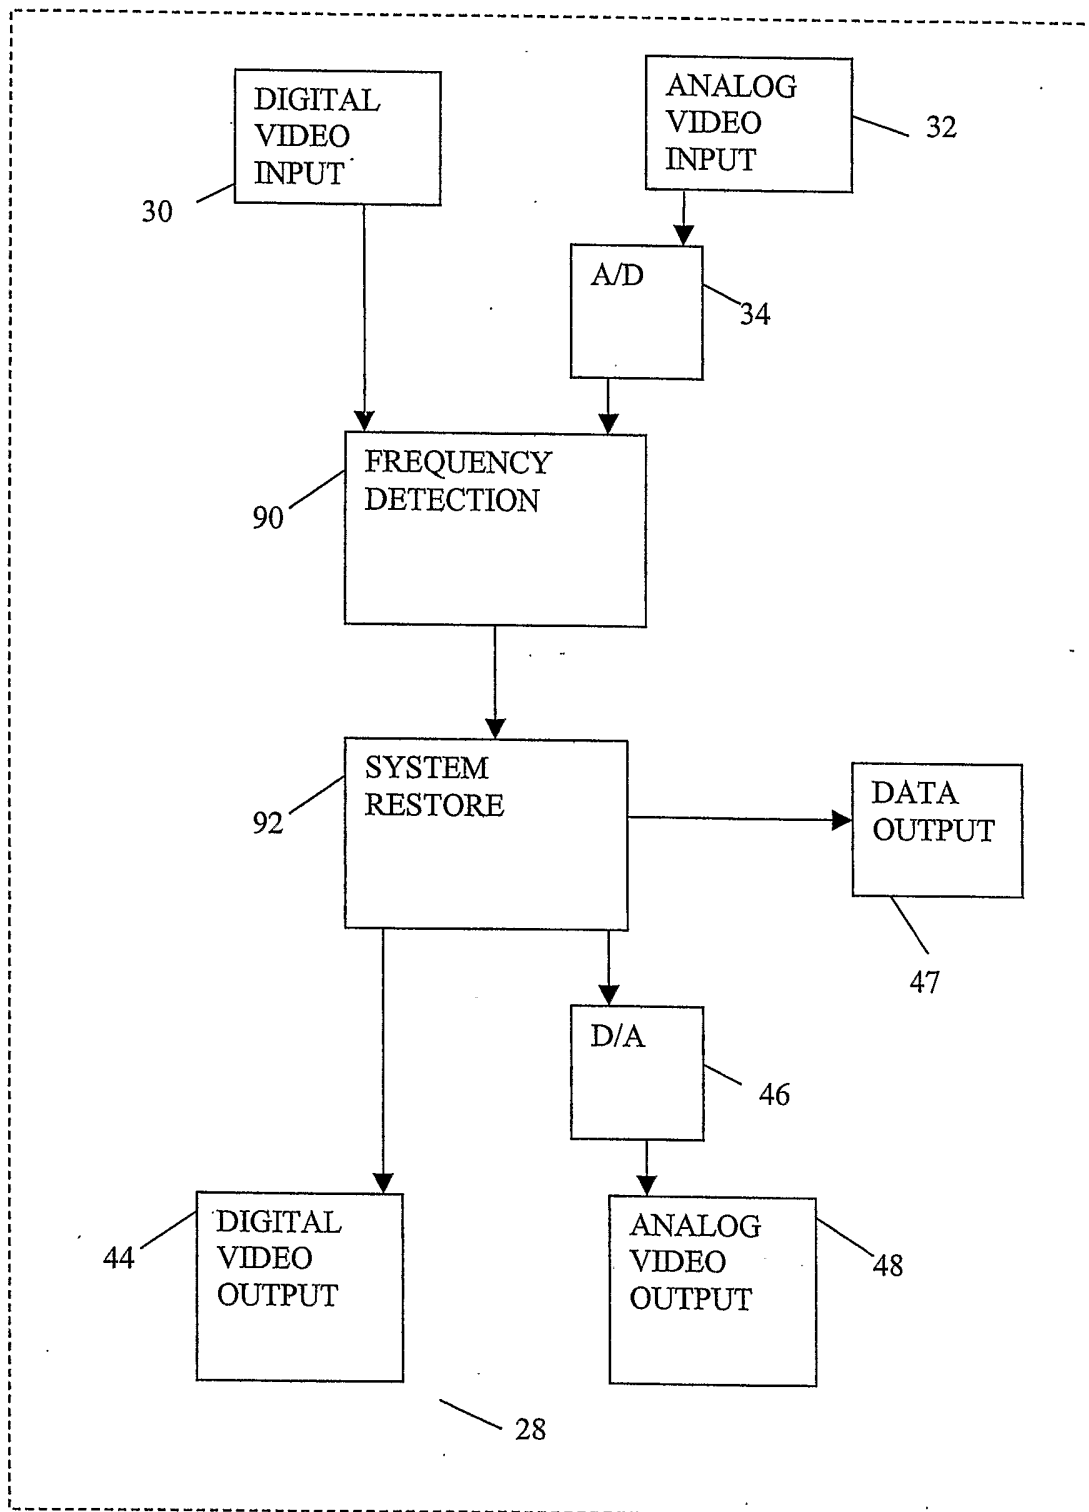 DIGITAL
VIDEO
INPUT
30
ANALOG
VIDEO
INPUT
32
A/D
34
FREQUENCY
DETECTION
90
SYSTEM
RESTORE
92
DATA
OUTPUT
47
D/A
46
DIGITAL
VIDEO
OUTPUT
44
ANALOG
VIDEO
OUTPUT
48
28